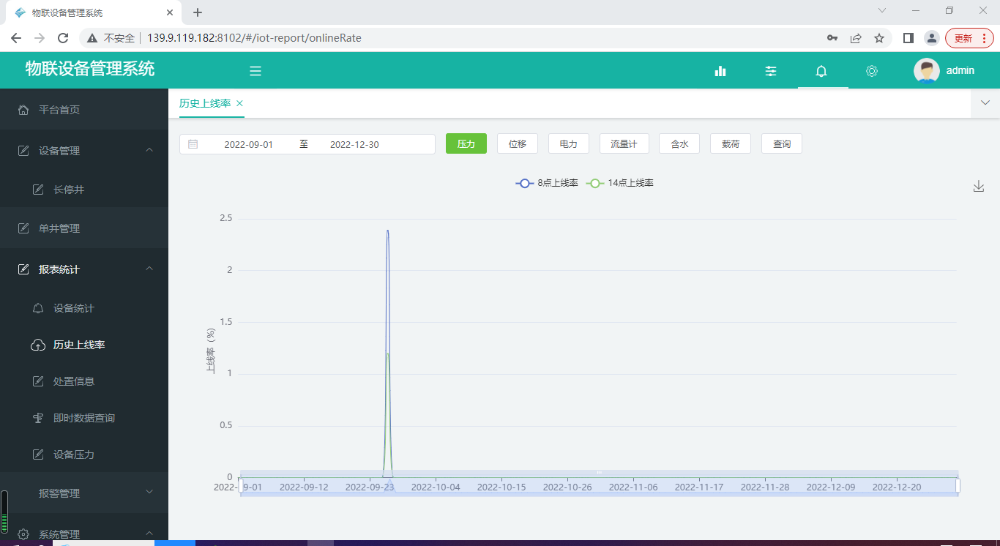 物联设备管理系统
不安全 139.9.119.182:8102/#/iot-report/onlineRate
更新
物联设备管理系统
admin
平台首页
设备管理
长停井
单井管理
报表统计
设备统计
历史上线率
处置信息
即时数据查询
设备压力
报警管理
系统管理
历史上线率
2022-09-01 至 2022-12-30 压力 位移 电力 流量计 含水 载荷 查询
8点上线率 14点上线率
上线率（%）
2.5
2
1.5
1
0.5
0
2022-09-01 2022-09-12 2022-09-23 2022-10-04 2022-10-15 2022-10-26 2022-11-06 2022-11-17 2022-11-28 2022-12-09 2022-12-20